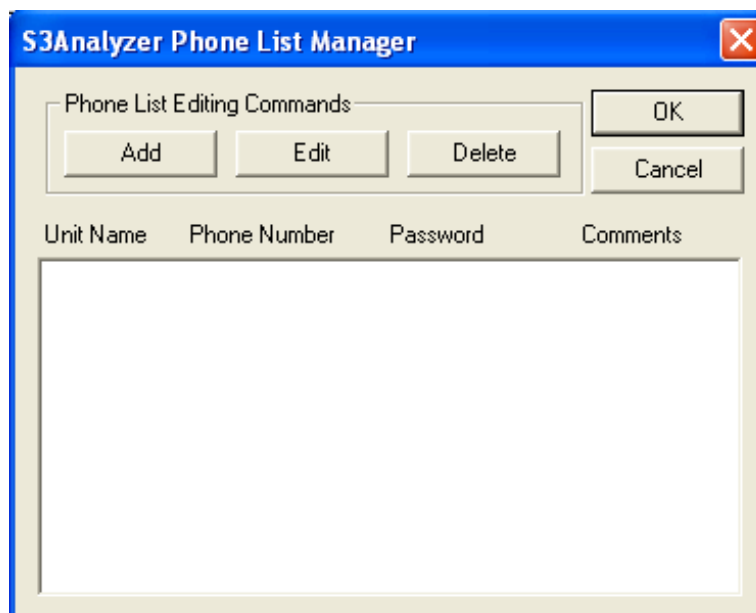 S3Analyzer Phone List Manager
Phone List Editing Commands
OK
Add Edit Delete
Cancel
Unit Name Phone Number Password Comments